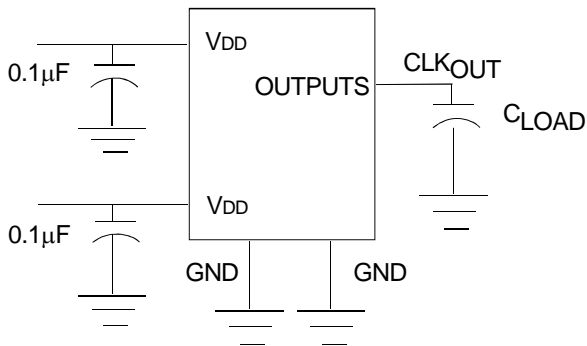 VDD
0.1μF
OUTPUTS
CLKOUT
CLOAD
VDD
0.1μF
GND
GND